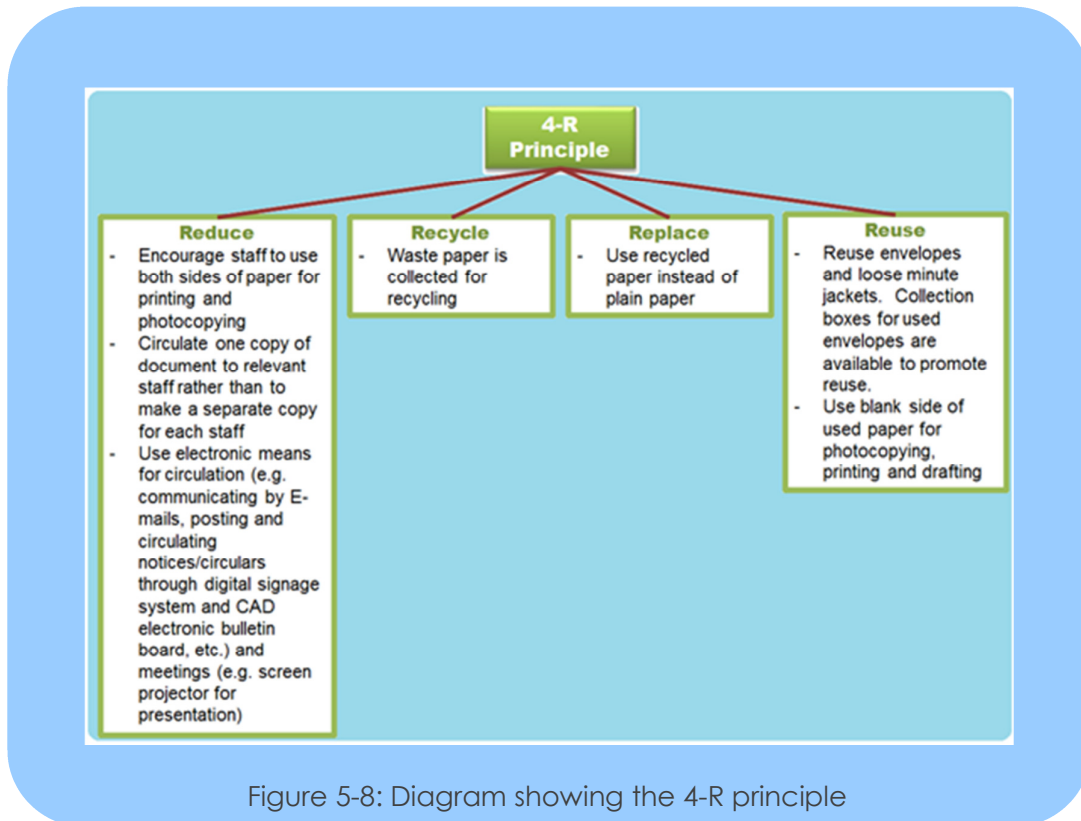 4-R
Principle
Reduce
- Encourage staff to use
both sides of paper for
printing and
photocopying
- Circulate one copy of
document to relevant
staff rather than to
make a separate copy
for each staff
- Use electronic means
for circulation (e.g.
communicating by E-
mails, posting and
circulating
notices/circulars
through digital signage
system and CAD
electronic bulletin
board, etc.) and
meetings (e.g. screen
projector for
presentation)
Recycle
- Waste paper is
collected for
recycling
Replace
- Use recycled
paper instead of
plain paper
Reuse
- Reuse envelopes
and loose minute
jackets. Collection
boxes for used
envelopes are
available to promote
reuse.
- Use blank side of
used paper for
photocopying,
printing and drafting
Figure 5-8: Diagram showing the 4-R principle